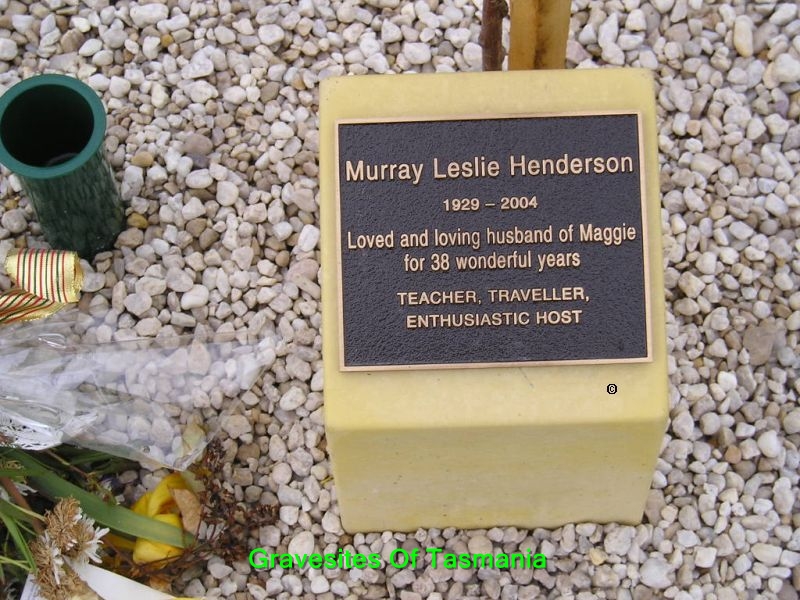 Murray Leslie Henderson
1929 – 2004
Loved and loving husband of Maggie
for 38 wonderful years
TEACHER, TRAVELLER,
ENTHUSIASTIC HOST
©
Gravesites Of Tasmania